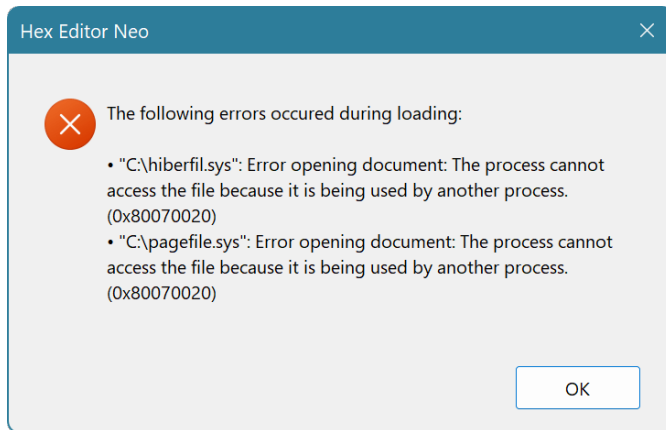 Hex Editor Neo
The following errors occured during loading:
• "C:\hiberfil.sys": Error opening document: The process cannot
access the file because it is being used by another process.
(0x80070020)
• "C:\pagefile.sys": Error opening document: The process cannot
access the file because it is being used by another process.
(0x80070020)
OK